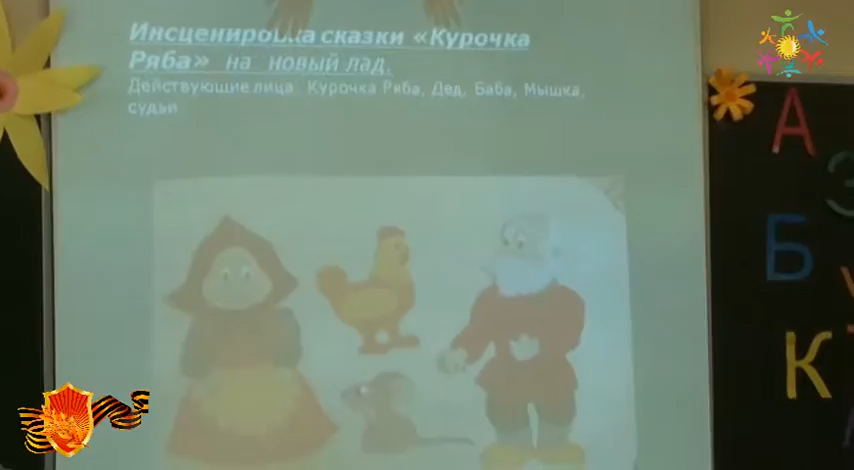 Инсценировка сказки «Курочка
Ряба» на новый лад.
Действующие лица: Курочка Ряба, Дед, Баба, Мышка,
судьи
А
З
Б
К